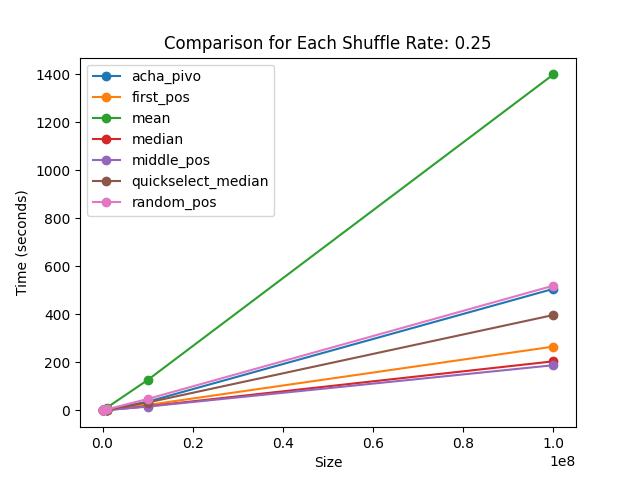 Comparison for Each Shuffle Rate: 0.25
acha_pivo
first_pos
mean
median
middle_pos
quickselect_median
random_pos
1400
1200
1000
800
600
400
200
0
Time (seconds)
0.0 0.2 0.4 0.6 0.8 1.0
1e8
Size